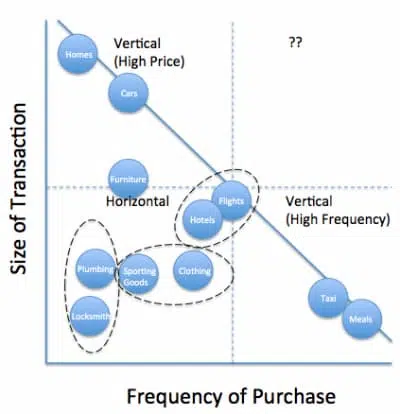 Homes
Vertical
(High Price)
??
Cars
Furniture
Horizontal
Flights
Vertical
(High Frequency)
Hotels
Plumbing
Sporting
Goods
Clothing
Locksmith
Taxi
Meals
Size of Transaction
Frequency of Purchase